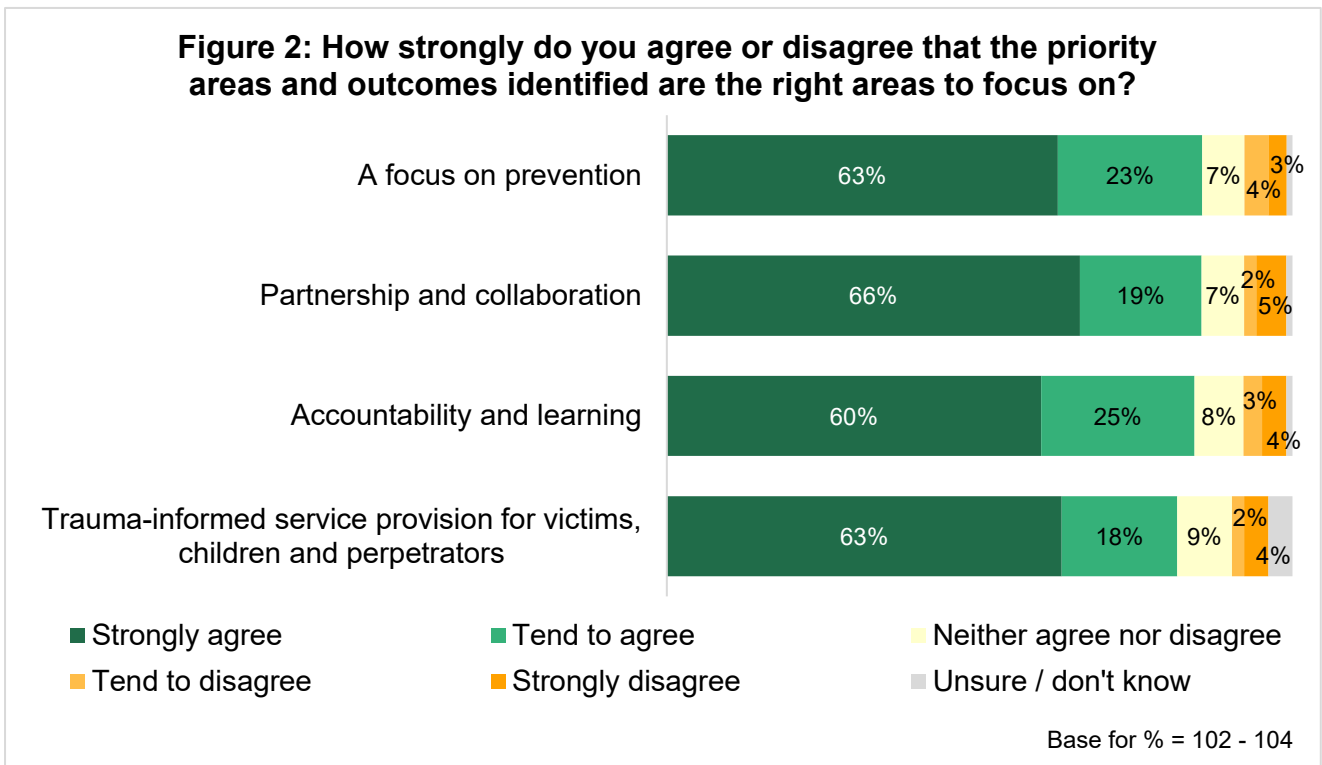 Figure 2: How strongly do you agree or disagree that the priority
areas and outcomes identified are the right areas to focus on?
A focus on prevention
63%
23%
7%
4%
3%
Partnership and collaboration
66%
19%
7%
2%
5%
Accountability and learning
60%
25%
8%
3%
4%
Trauma-informed service provision for victims,
children and perpetrators
63%
18%
9%
2%
4%
Strongly agree
Tend to agree
Neither agree nor disagree
Tend to disagree
Strongly disagree
Unsure / don't know
Base for % = 102 - 104